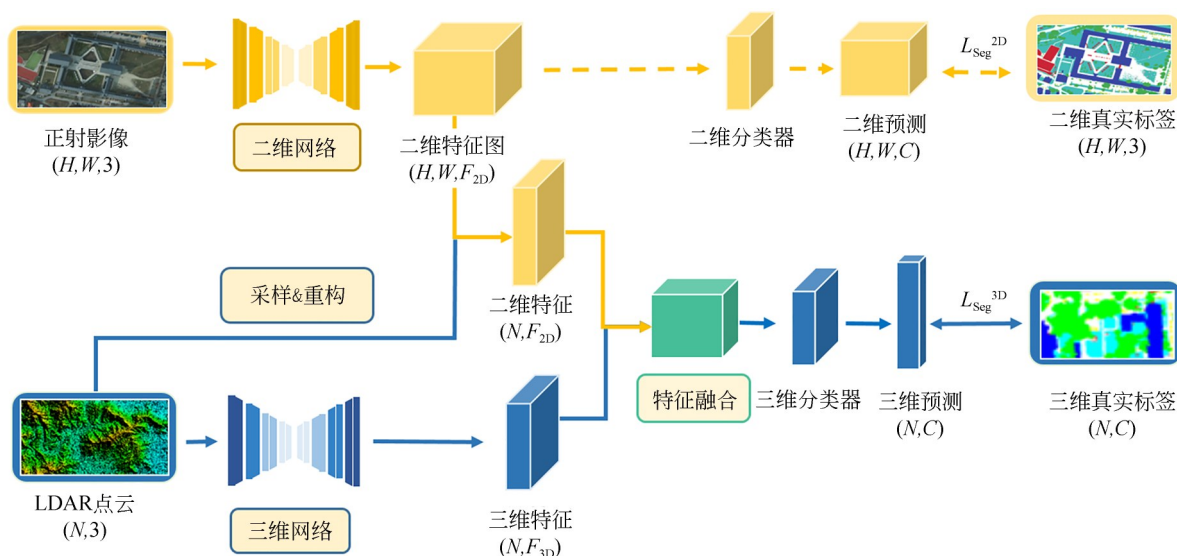 正射影像
(H,W,3)
二维网络
二维特征图
(H,W,F2D)
二维分类器
二维预测
(H,W,C)
LSeg2D
二维真实标签
(H,W,3)
采样&重构
二维特征
(N,F2D)
特征融合
三维分类器
三维预测
(N,C)
LSeg3D
三维真实标签
(N,C)
LDAR点云
(N,3)
三维网络
三维特征
(N,F3D)